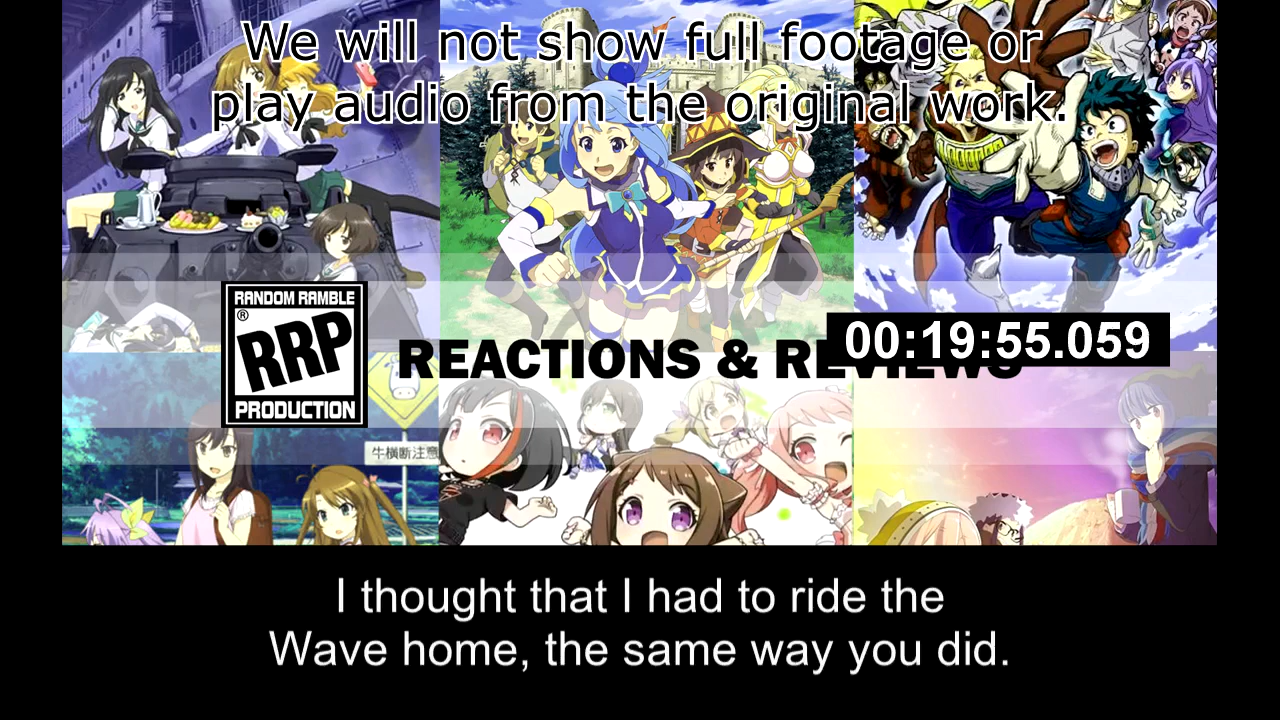 We will not show full footage or
play audio from the original work.
RANDOM RAMBLE
®
RRP
PRODUCTION
REACTIONS & REVIEWS
00:19:55.059
牛横断注意
I thought that I had to ride the
Wave home, the same way you did.